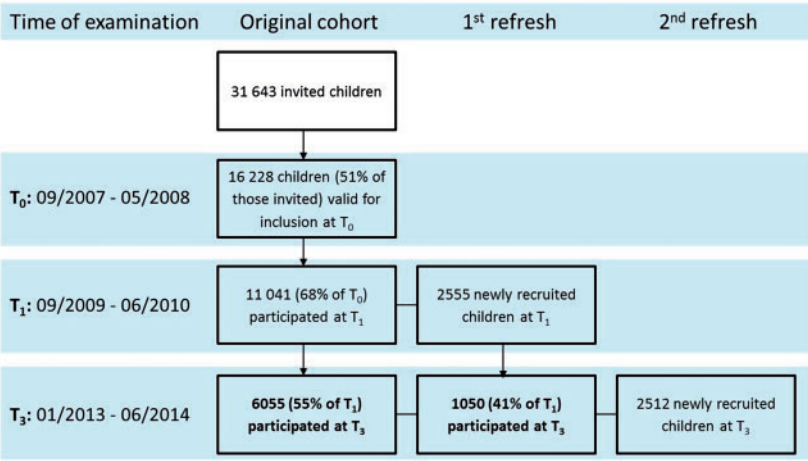 Time of examination Original cohort 1st refresh 2nd refresh
31 643 invited children
T0: 09/2007 - 05/2008
16 228 children (51% of
those invited) valid for
inclusion at T0
T1: 09/2009 - 06/2010
11 041 (68% of T0)
participated at T1
2555 newly recruited
children at T1
T3: 01/2013 - 06/2014
6055 (55% of T1)
participated at T3
1050 (41% of T1)
participated at T3
2512 newly recruited
children at T3